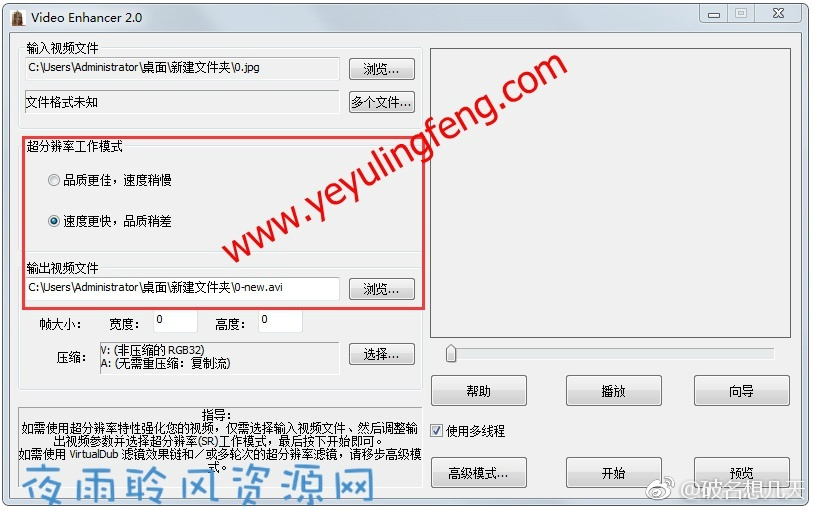 Video Enhancer 2.0
输入视频文件
C:\Users\Administrator\桌面\新建文件夹\0.jpg
浏览...
文件格式未知
多个文件...
超分辨率工作模式
品质更佳，速度稍慢
速度更快，品质稍差
www.yeyulingfeng.com
输出视频文件
C:\Users\Administrator\桌面\新建文件夹\0-new.avi
浏览...
帧大小: 宽度: 0 高度: 0
压缩:
V: (非压缩的 RGB32)
A: (无需重压缩：复制流)
选择...
帮助
播放
向导
使用多线程
高级模式...
开始
预览
指导:
如需使用超分辨率特性强化您的视频，仅需选择输入视频文件、然后调整输
出视频参数并选择超分辨率(SR)工作模式，最后按下开始即可。
如需使用 VirtualDub 滤镜效果链和／或多轮次的超分辨率滤镜，请移步高级模
式。
夜雨聆风资源网
@破名想几天